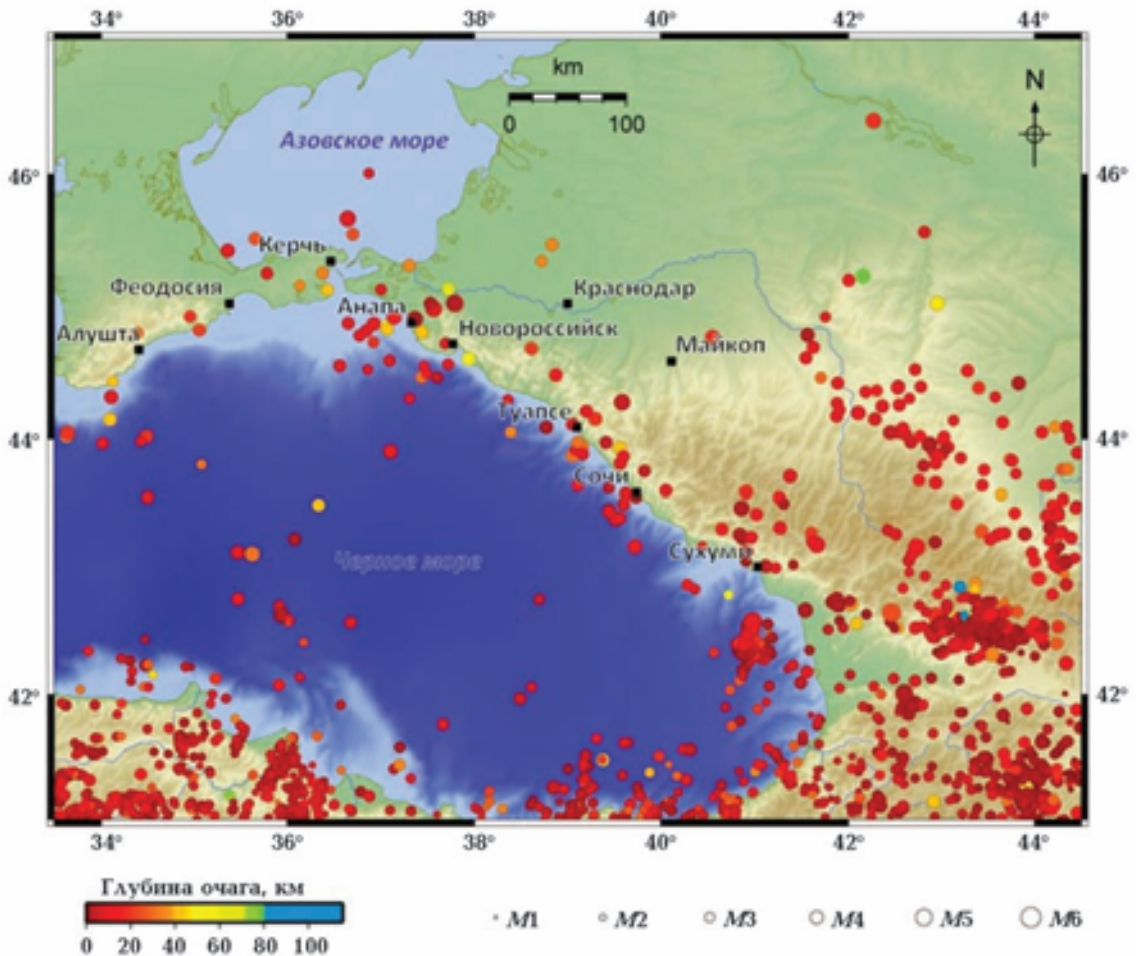 34° 36° 38° 40° 42° 44°
km
0 100
N
Азовское море
46° 46°
Керчь
Феодосия
Анапа
Краснодар
Алушта
Новороссийск
Майкоп
Туапсе
44° 44°
Сочи
Черное море
Сухуми
42° 42°
34° 36° 38° 40° 42° 44°
Глубина очага, км
0 20 40 60 80 100
M1 M2 M3 M4 M5 M6